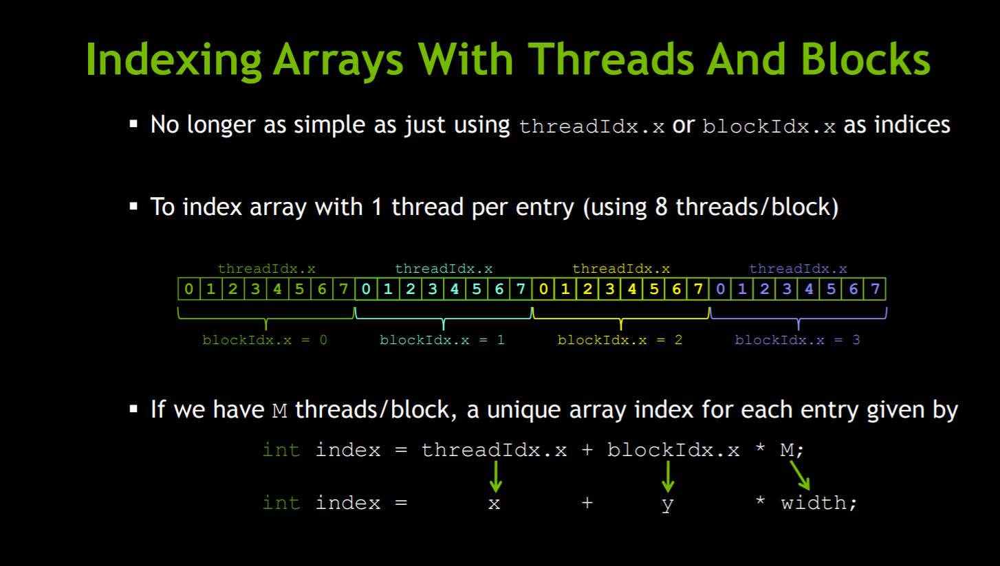 Indexing Arrays With Threads And Blocks
▪ No longer as simple as just using threadIdx.x or blockIdx.x as indices
▪ To index array with 1 thread per entry (using 8 threads/block)
threadIdx.x threadIdx.x threadIdx.x threadIdx.x
0 1 2 3 4 5 6 7 0 1 2 3 4 5 6 7 0 1 2 3 4 5 6 7 0 1 2 3 4 5 6 7
blockIdx.x = 0 blockIdx.x = 1 blockIdx.x = 2 blockIdx.x = 3
▪ If we have M threads/block, a unique array index for each entry given by
int index = threadIdx.x + blockIdx.x * M;
int index = x + y * width;